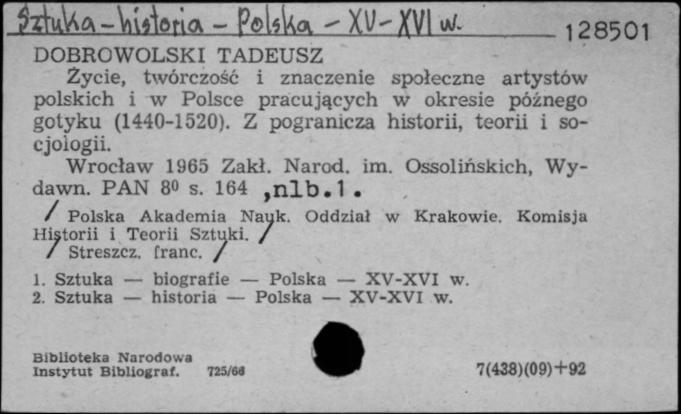 Sztuka – historia – Polska – XV–XVI w.
128501
DOBROWOLSKI TADEUSZ
Życie, twórczość i znaczenie społeczne artystów
polskich i w Polsce pracujących w okresie późnego
gotyku (1440-1520). Z pogranicza historii, teorii i so-
cjologii.
Wrocław 1965 Zakł. Narod. im. Ossolińskich, Wy-
dawn. PAN 8⁰ s. 164 ,nlb.1.
/ Polska Akademia Nauk. Oddział w Krakowie. Komisja
Historii i Teorii Sztuki. /
/ Streszcz. franc. /
1. Sztuka — biografie — Polska — XV-XVI w.
2. Sztuka — historia — Polska — XV-XVI w.
Biblioteka Narodowa
Instytut Bibliograf. 725/66
7(438)(09)+92